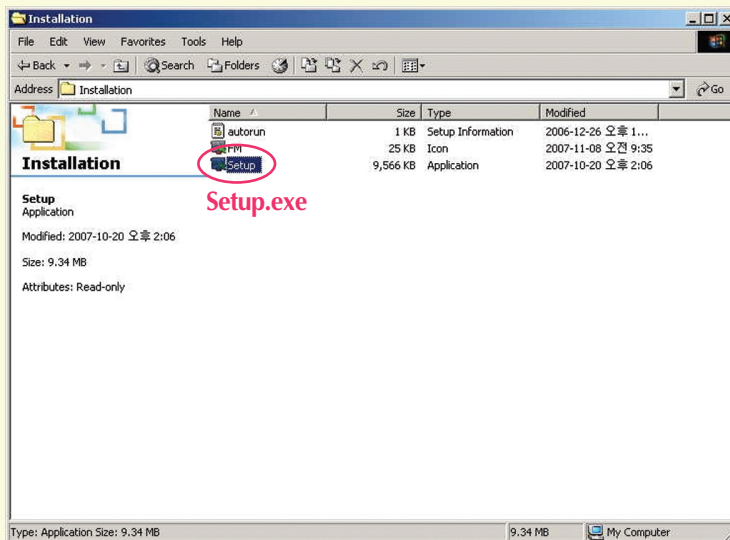 Installation
File Edit View Favorites Tools Help
Back Search Folders
Address Installation Go
Name Size Type Modified
autorun 1 KB Setup Information 2006-12-26 오후 1...
FM 25 KB Icon 2007-11-08 오전 9:35
Setup 9,566 KB Application 2007-10-20 오후 2:06
Setup.exe
Installation
Setup
Application
Modified: 2007-10-20 오후 2:06
Size: 9.34 MB
Attributes: Read-only
Type: Application Size: 9.34 MB 9.34 MB My Computer